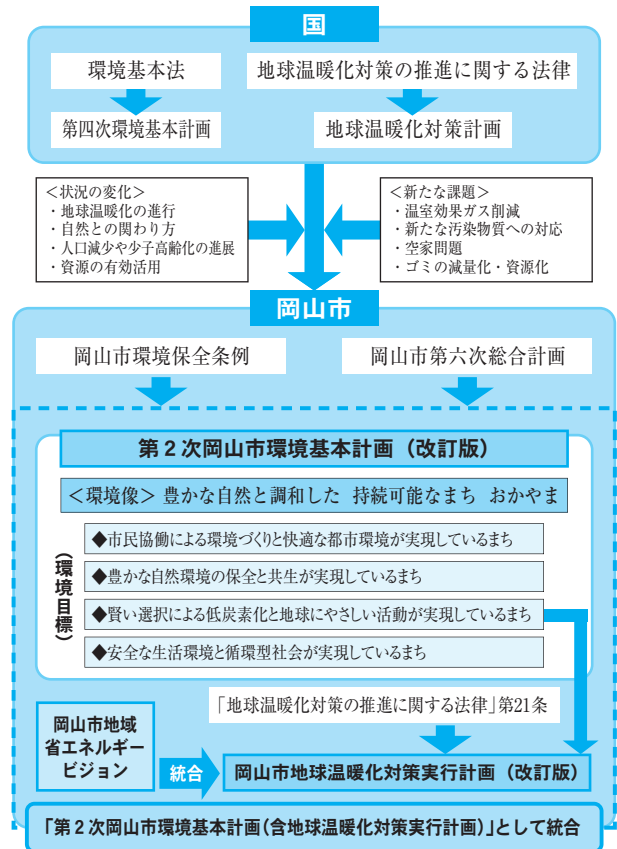 国
環境基本法
地球温暖化対策の推進に関する法律
第四次環境基本計画
地球温暖化対策計画
＜状況の変化＞
・地球温暖化の進行
・自然との関わり方
・人口減少や少子高齢化の進展
・資源の有効活用
＜新たな課題＞
・温室効果ガス削減
・新たな汚染物質への対応
・空家問題
・ゴミの減量化・資源化
岡山市
岡山市環境保全条例
岡山市第六次総合計画
第２次岡山市環境基本計画（改訂版）
＜環境像＞ 豊かな自然と調和した 持続可能なまち おかやま
（環境目標）
◆市民協働による環境づくりと快適な都市環境が実現しているまち
◆豊かな自然環境の保全と共生が実現しているまち
◆賢い選択による低炭素化と地球にやさしい活動が実現しているまち
◆安全な生活環境と循環型社会が実現しているまち
「地球温暖化対策の推進に関する法律」第21条
岡山市地域
省エネルギー
ビジョン
統合
岡山市地球温暖化対策実行計画（改訂版）
「第２次岡山市環境基本計画（含地球温暖化対策実行計画）」として統合